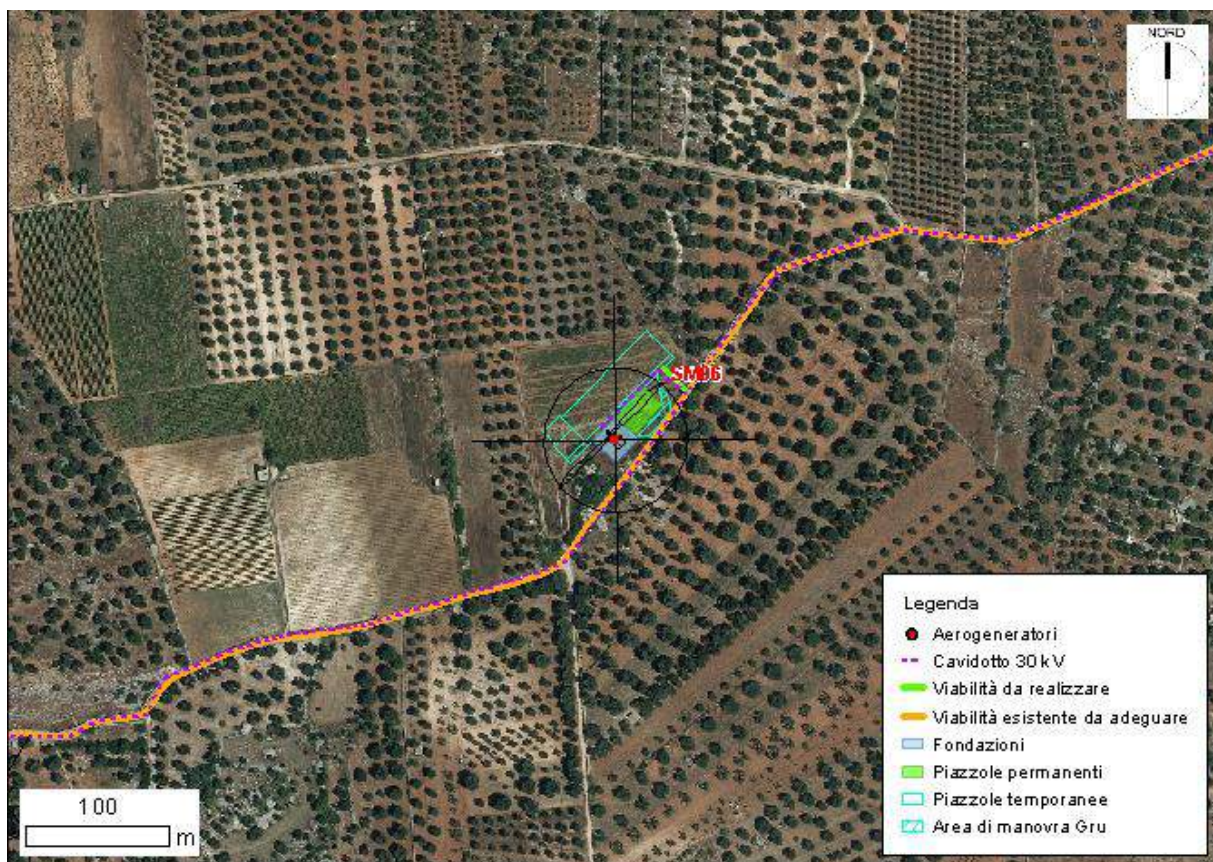 NORD
SM06
Legenda
Aerogeneratori
Cavidotto 30 kV
Viabilità da realizzare
Viabilità esistente da adeguare
Fondazioni
Piazzole permanenti
Piazzole temporanee
Area di manovra Gru
100
m